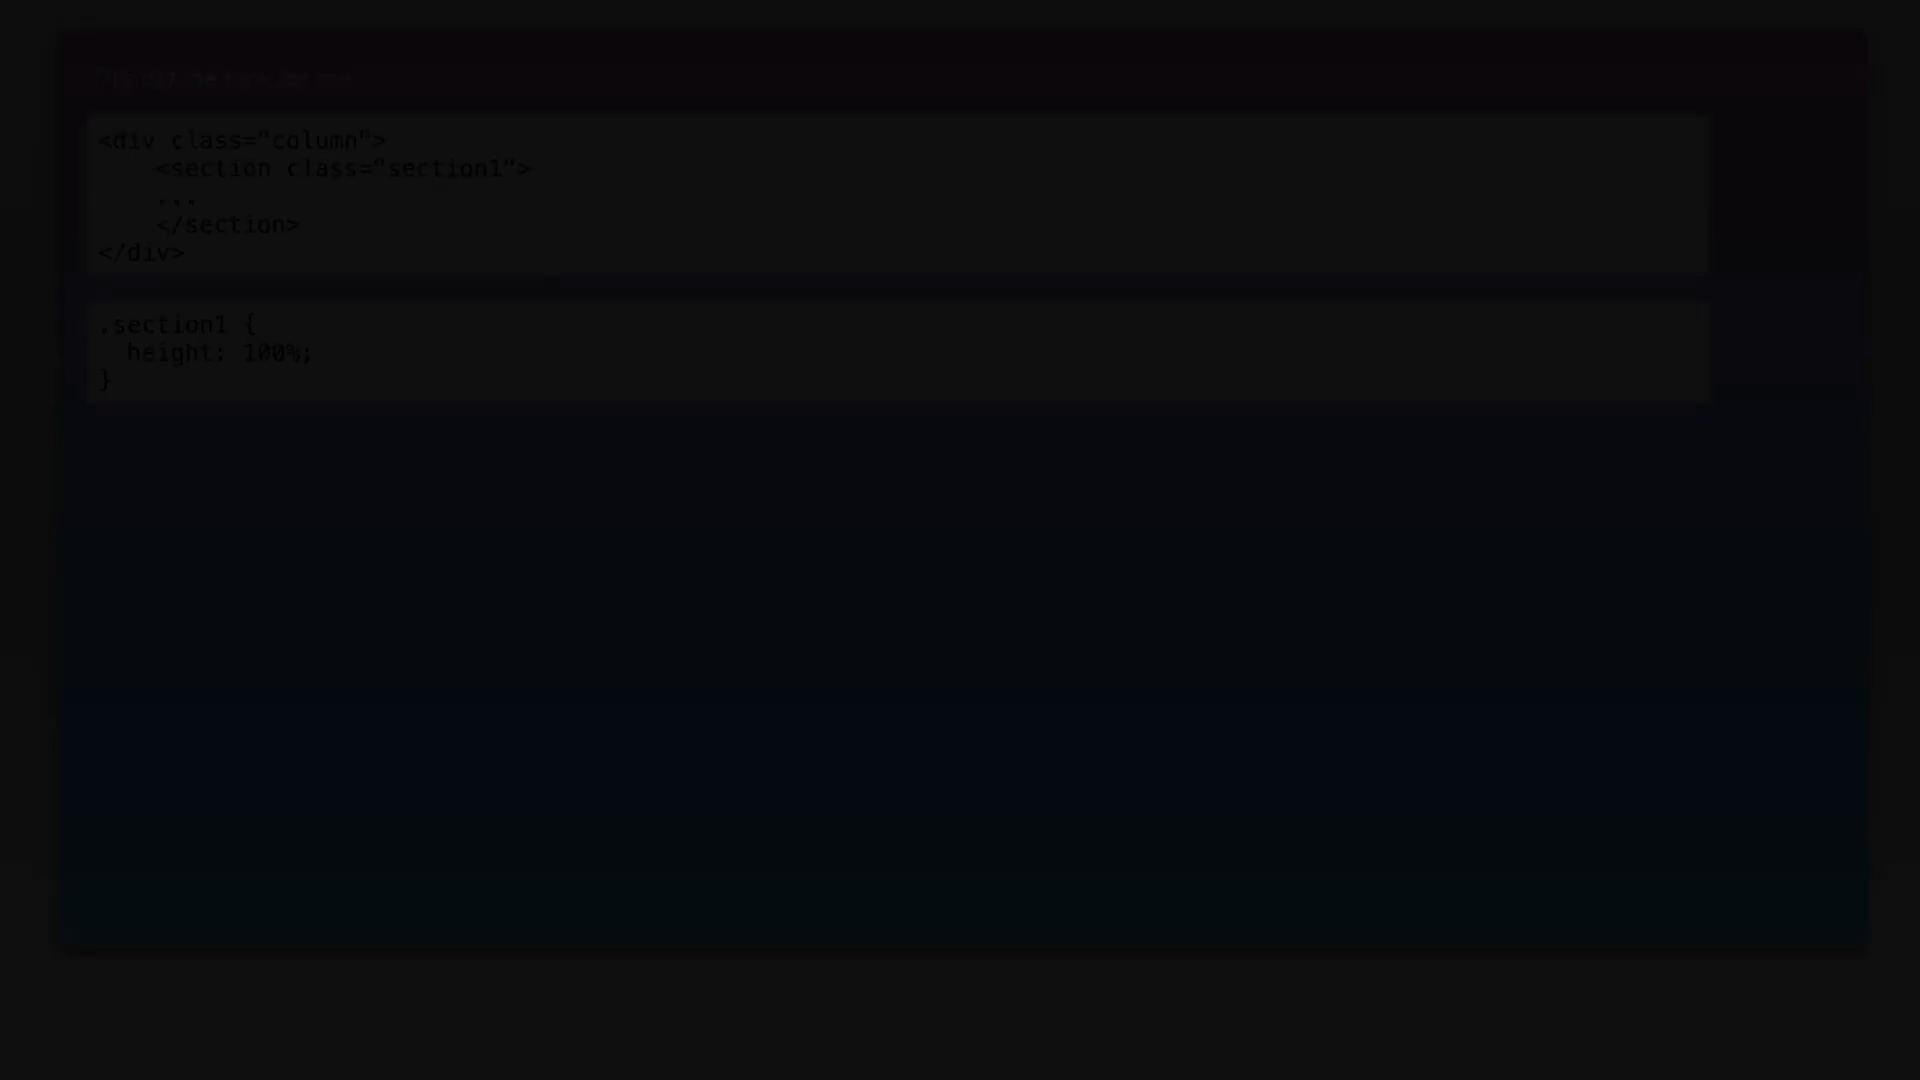 <div class="column">
    <section class="section1">
    ...
    </section>
</div>
.section1 {
  height: 100%;
}